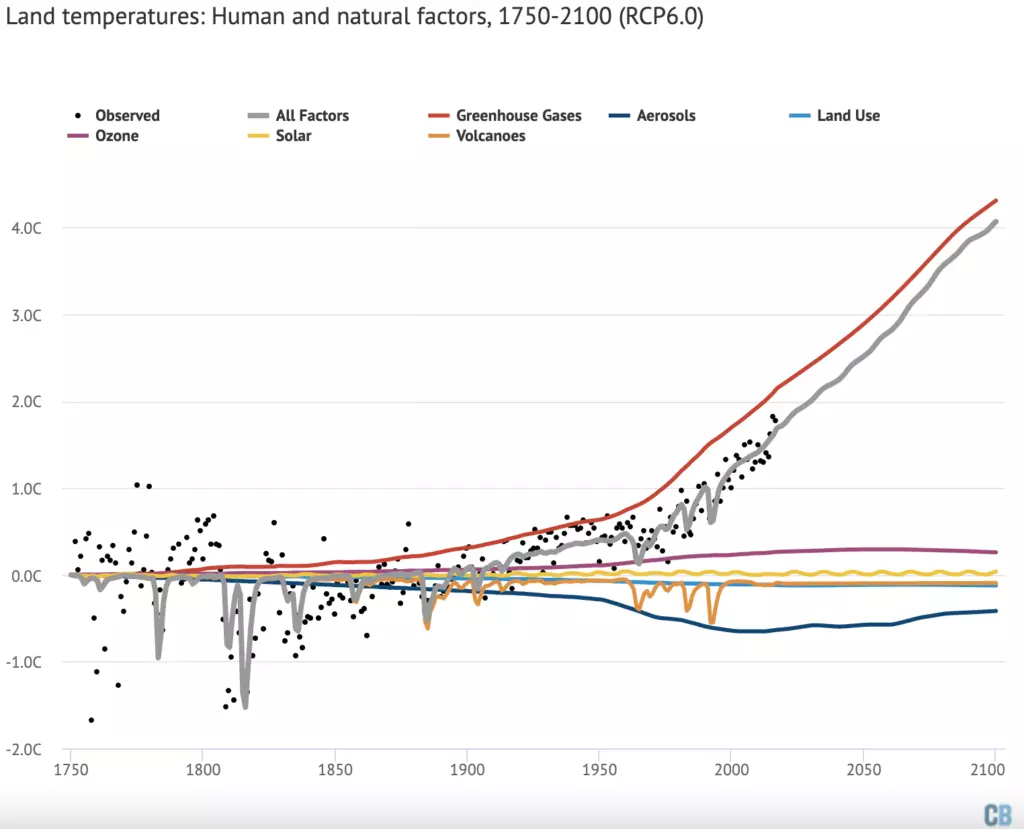 Land temperatures: Human and natural factors, 1750-2100 (RCP6.0)
Observed All Factors Greenhouse Gases Aerosols Land Use
Ozone Solar Volcanoes
4.0C
3.0C
2.0C
1.0C
0.0C
-1.0C
-2.0C
1750 1800 1850 1900 1950 2000 2050 2100
CB